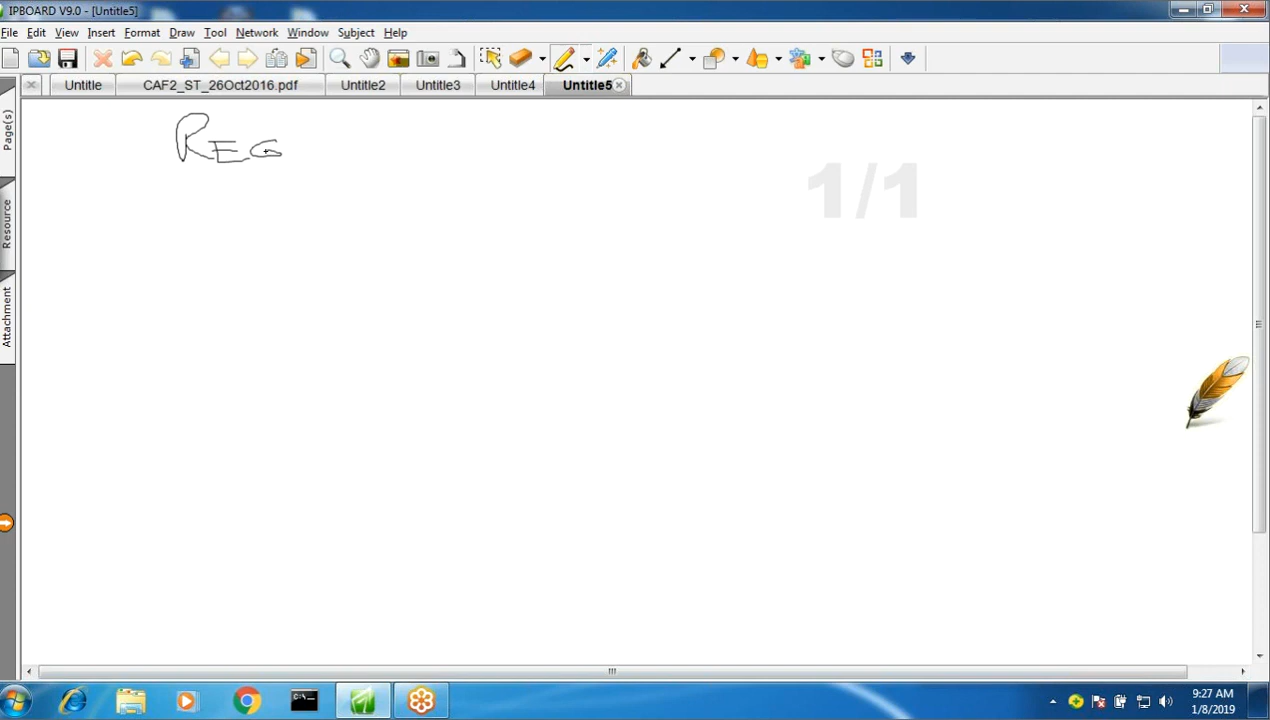 IPBOARD V9.0 - [Untitle5]
File Edit View Insert Format Draw Tool Network Window Subject Help
Untitle CAF2_ST_26Oct2016.pdf Untitle2 Untitle3 Untitle4 Untitle5
Page(s)
Resource
Attachment
REG
1/1
9:27 AM
1/8/2019